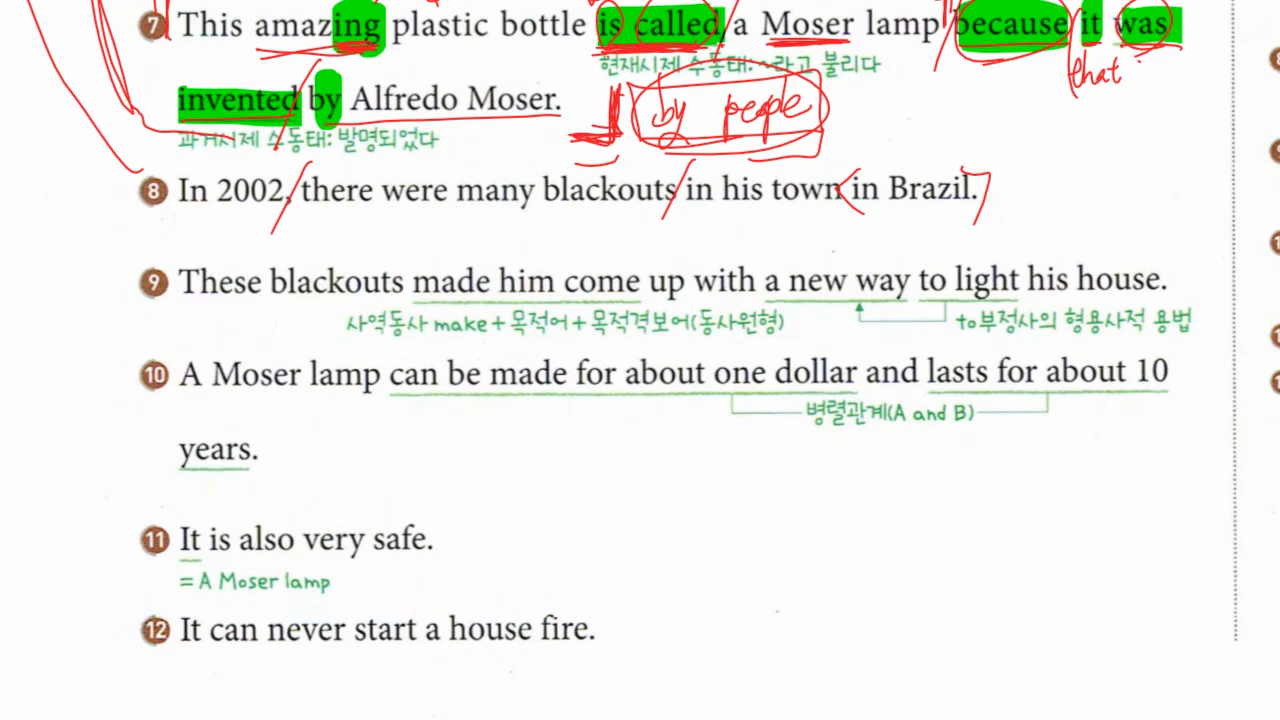 7 This amazing plastic bottle is called a Moser lamp because it was
현재시제 수동태: ~라고 불리다
that
invented by Alfredo Moser.
by people
과거시제 수동태: 발명되었다
8 In 2002, there were many blackouts in his town in Brazil.
9 These blackouts made him come up with a new way to light his house.
사역동사 make + 목적어 + 목적격보어(동사원형)
to부정사의 형용사적 용법
10 A Moser lamp can be made for about one dollar and lasts for about 10
병렬관계(A and B)
years.
11 It is also very safe.
= A Moser lamp
12 It can never start a house fire.